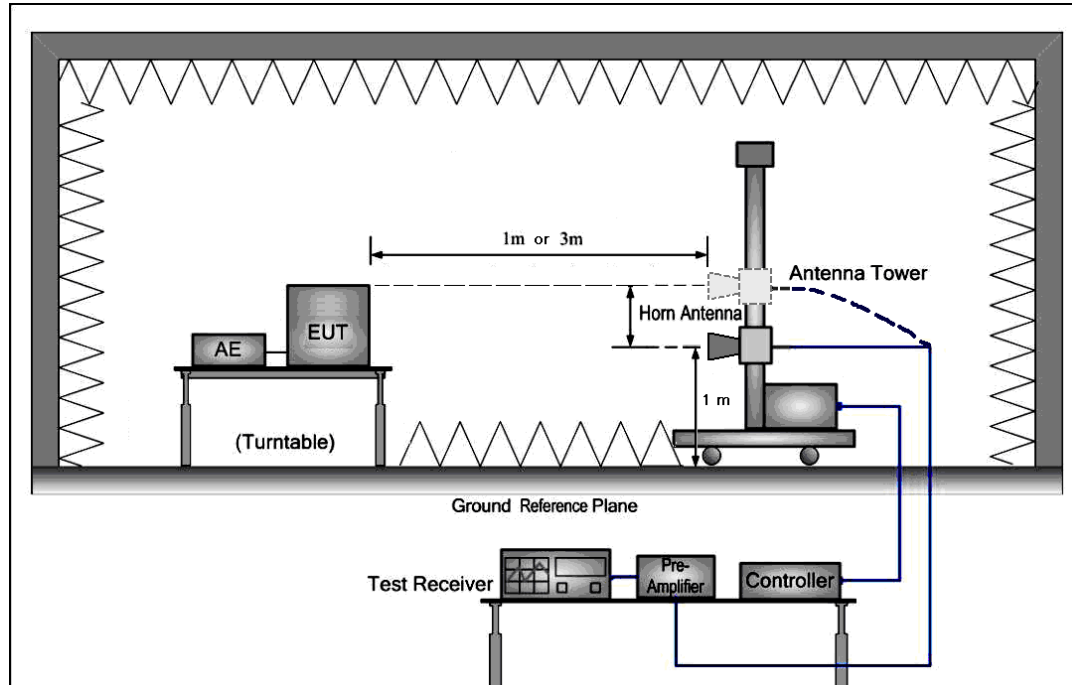 1m or 3m
Antenna Tower
Horn Antenna
EUT
AE
1 m
(Turntable)
Ground Reference Plane
Test Receiver
Pre-
Amplifier
Controller